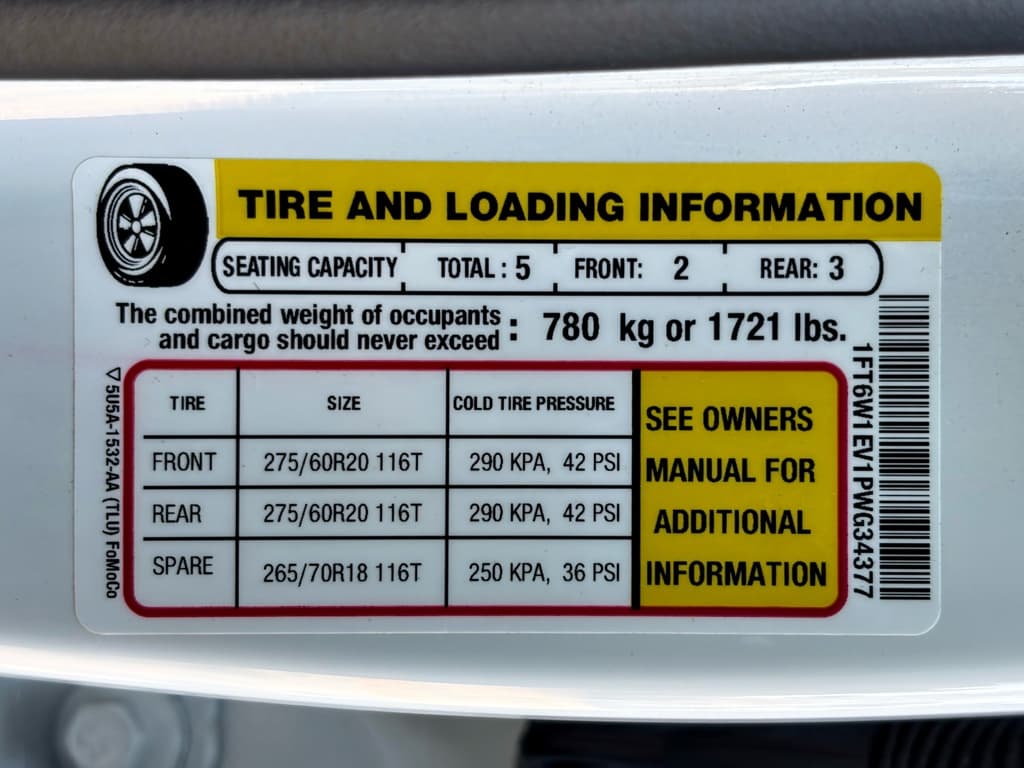 TIRE AND LOADING INFORMATION
SEATING CAPACITY TOTAL : 5 FRONT: 2 REAR: 3
The combined weight of occupants
and cargo should never exceed : 780 kg or 1721 lbs.
TIRE SIZE COLD TIRE PRESSURE
FRONT 275/60R20 116T 290 KPA, 42 PSI
REAR 275/60R20 116T 290 KPA, 42 PSI
SPARE 265/70R18 116T 250 KPA, 36 PSI
SEE OWNERS
MANUAL FOR
ADDITIONAL
INFORMATION
5U5A-1532-AA (TLU) FoMoCo
1FT6W1EV1PWG34377